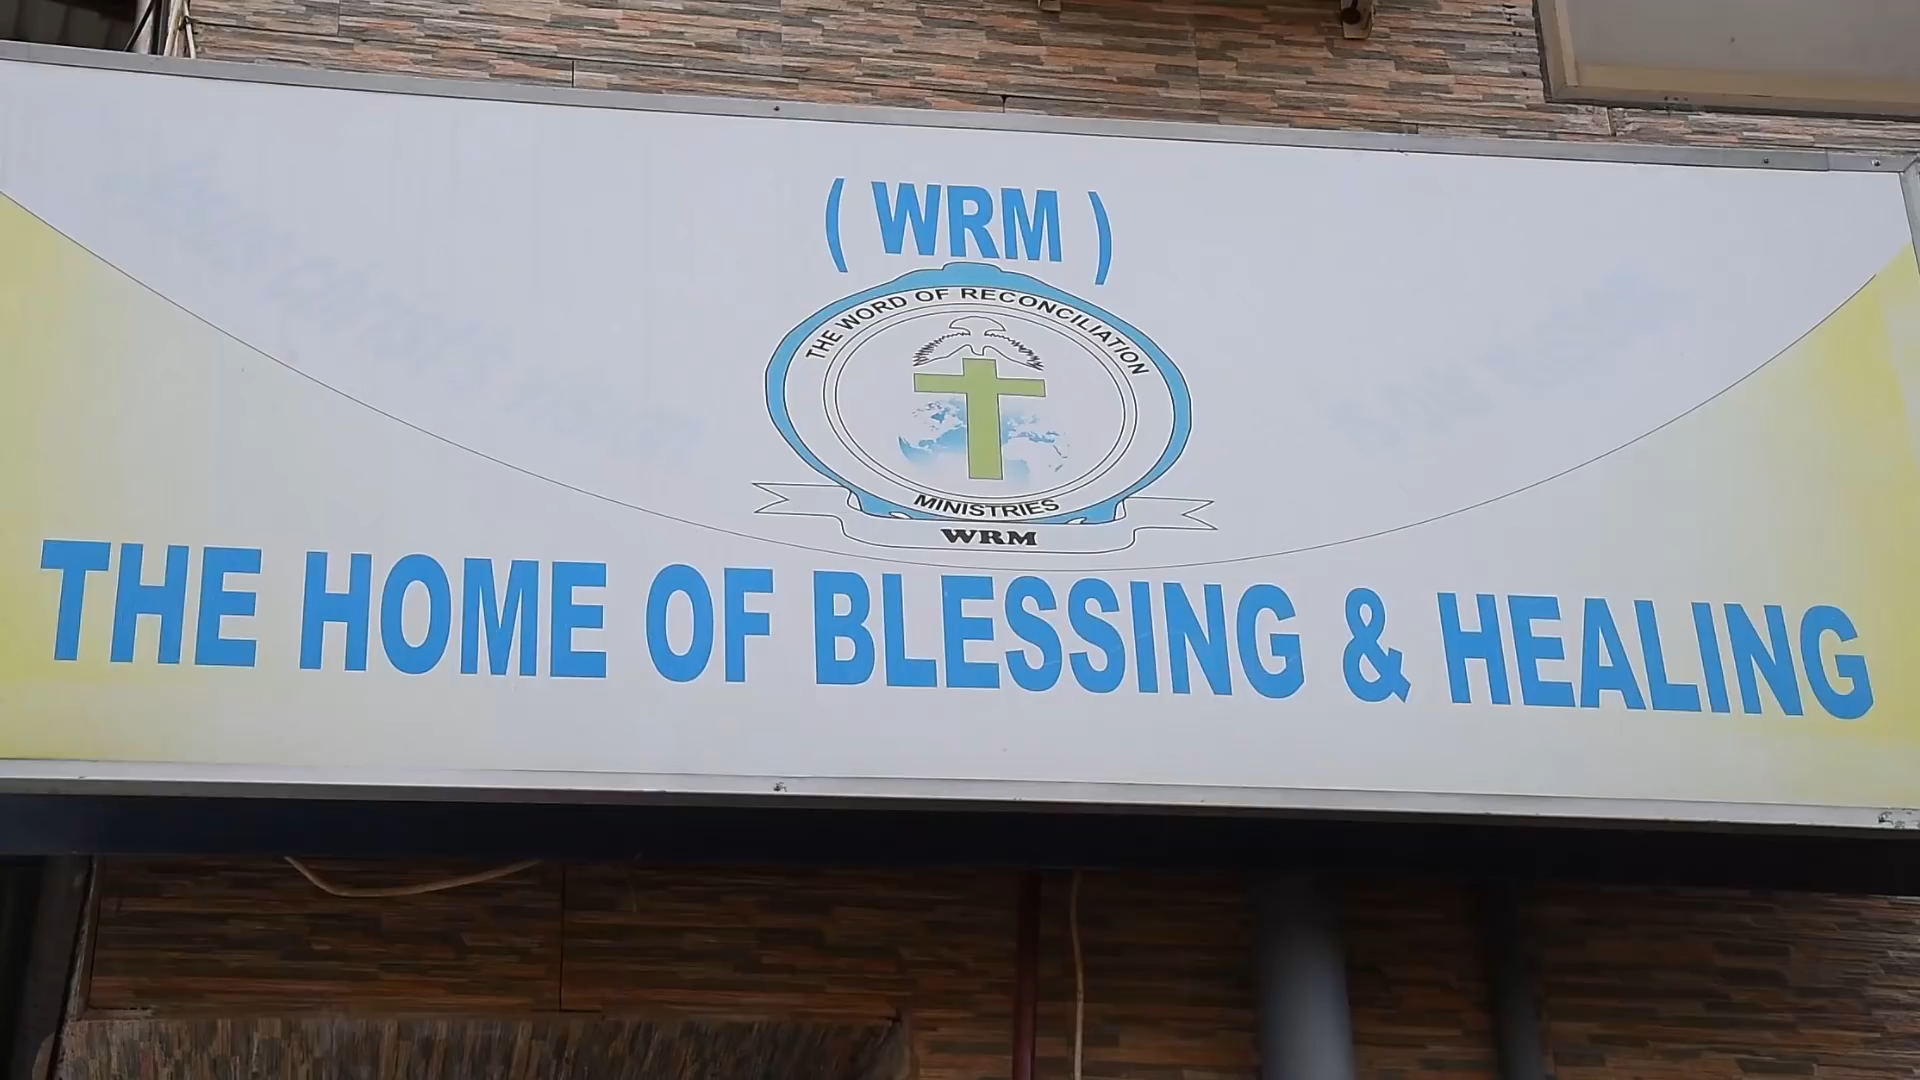 ( WRM )
THE WORD OF RECONCILIATION
MINISTRIES
WRM
THE HOME OF BLESSING & HEALING